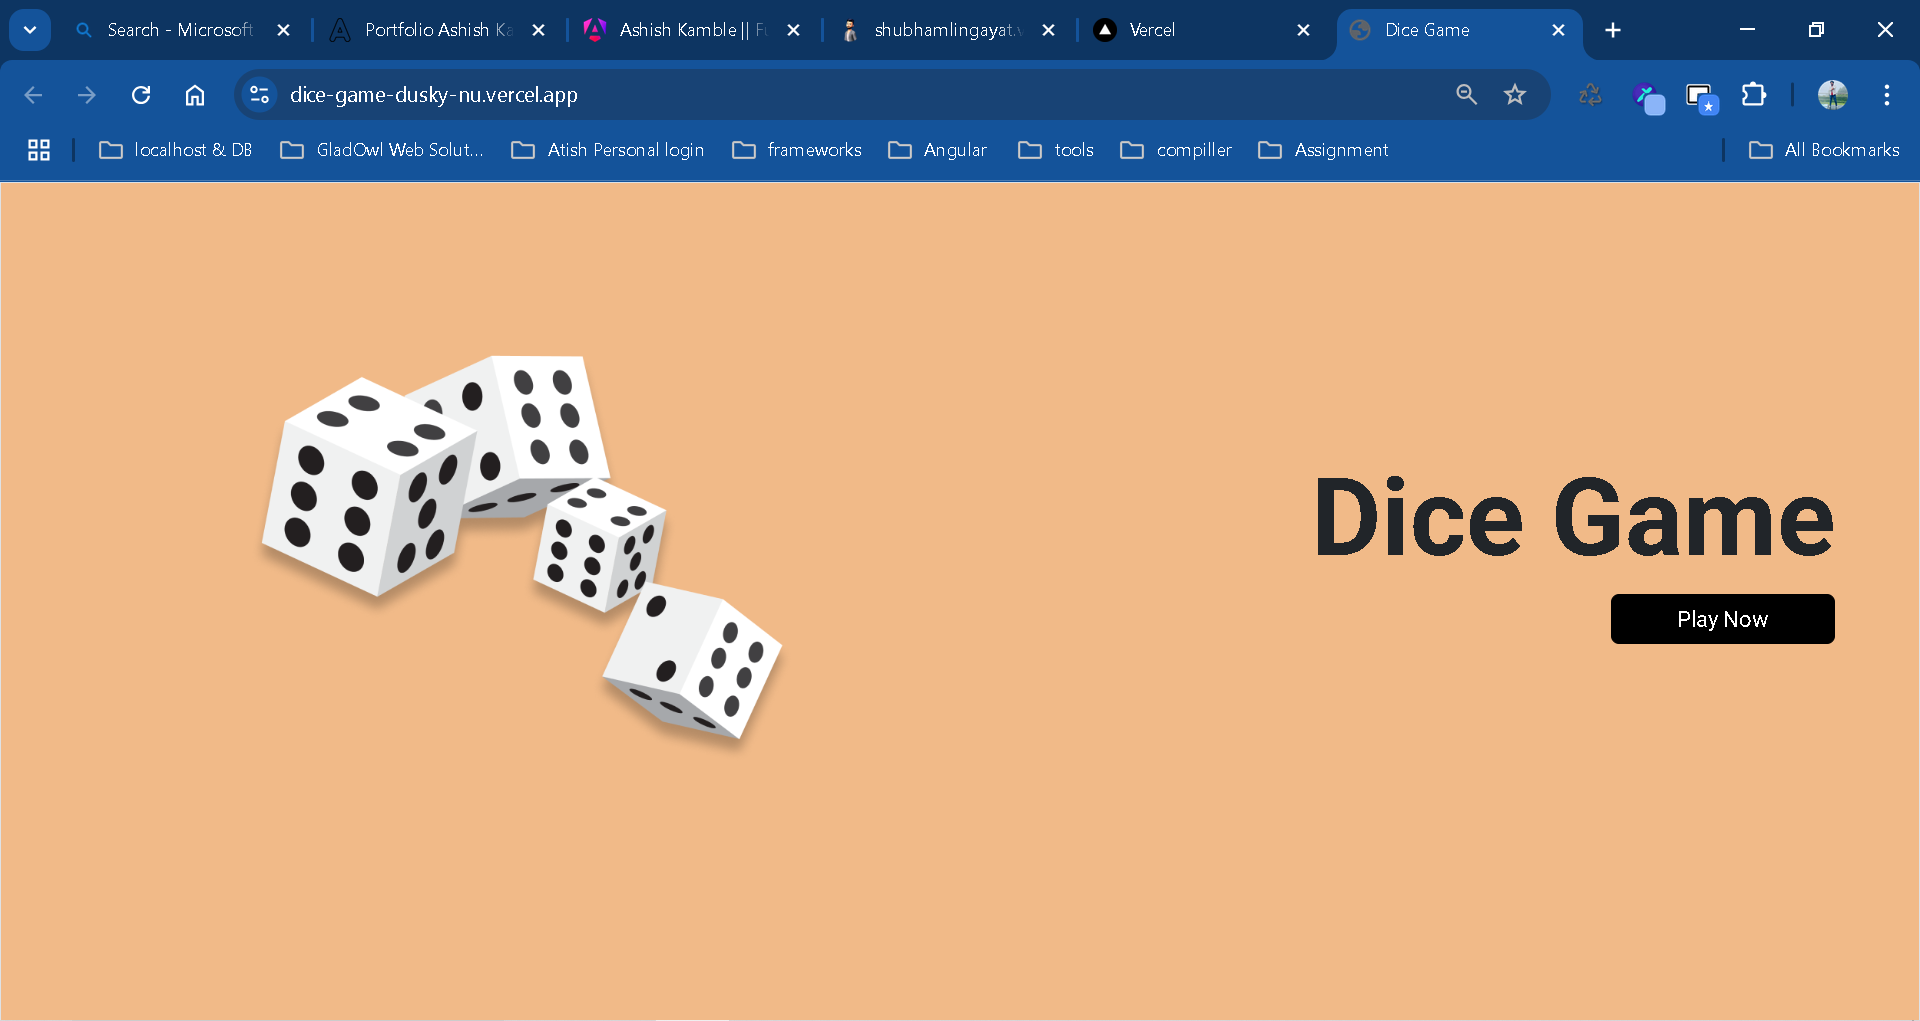 Search - Microsoft
Portfolio Ashish Ka
Ashish Kamble || Fu
shubhamlingayat.v
Vercel
Dice Game
dice-game-dusky-nu.vercel.app
localhost & DB
GladOwl Web Solut...
Atish Personal login
frameworks
Angular
tools
compiller
Assignment
All Bookmarks
Dice Game
Play Now